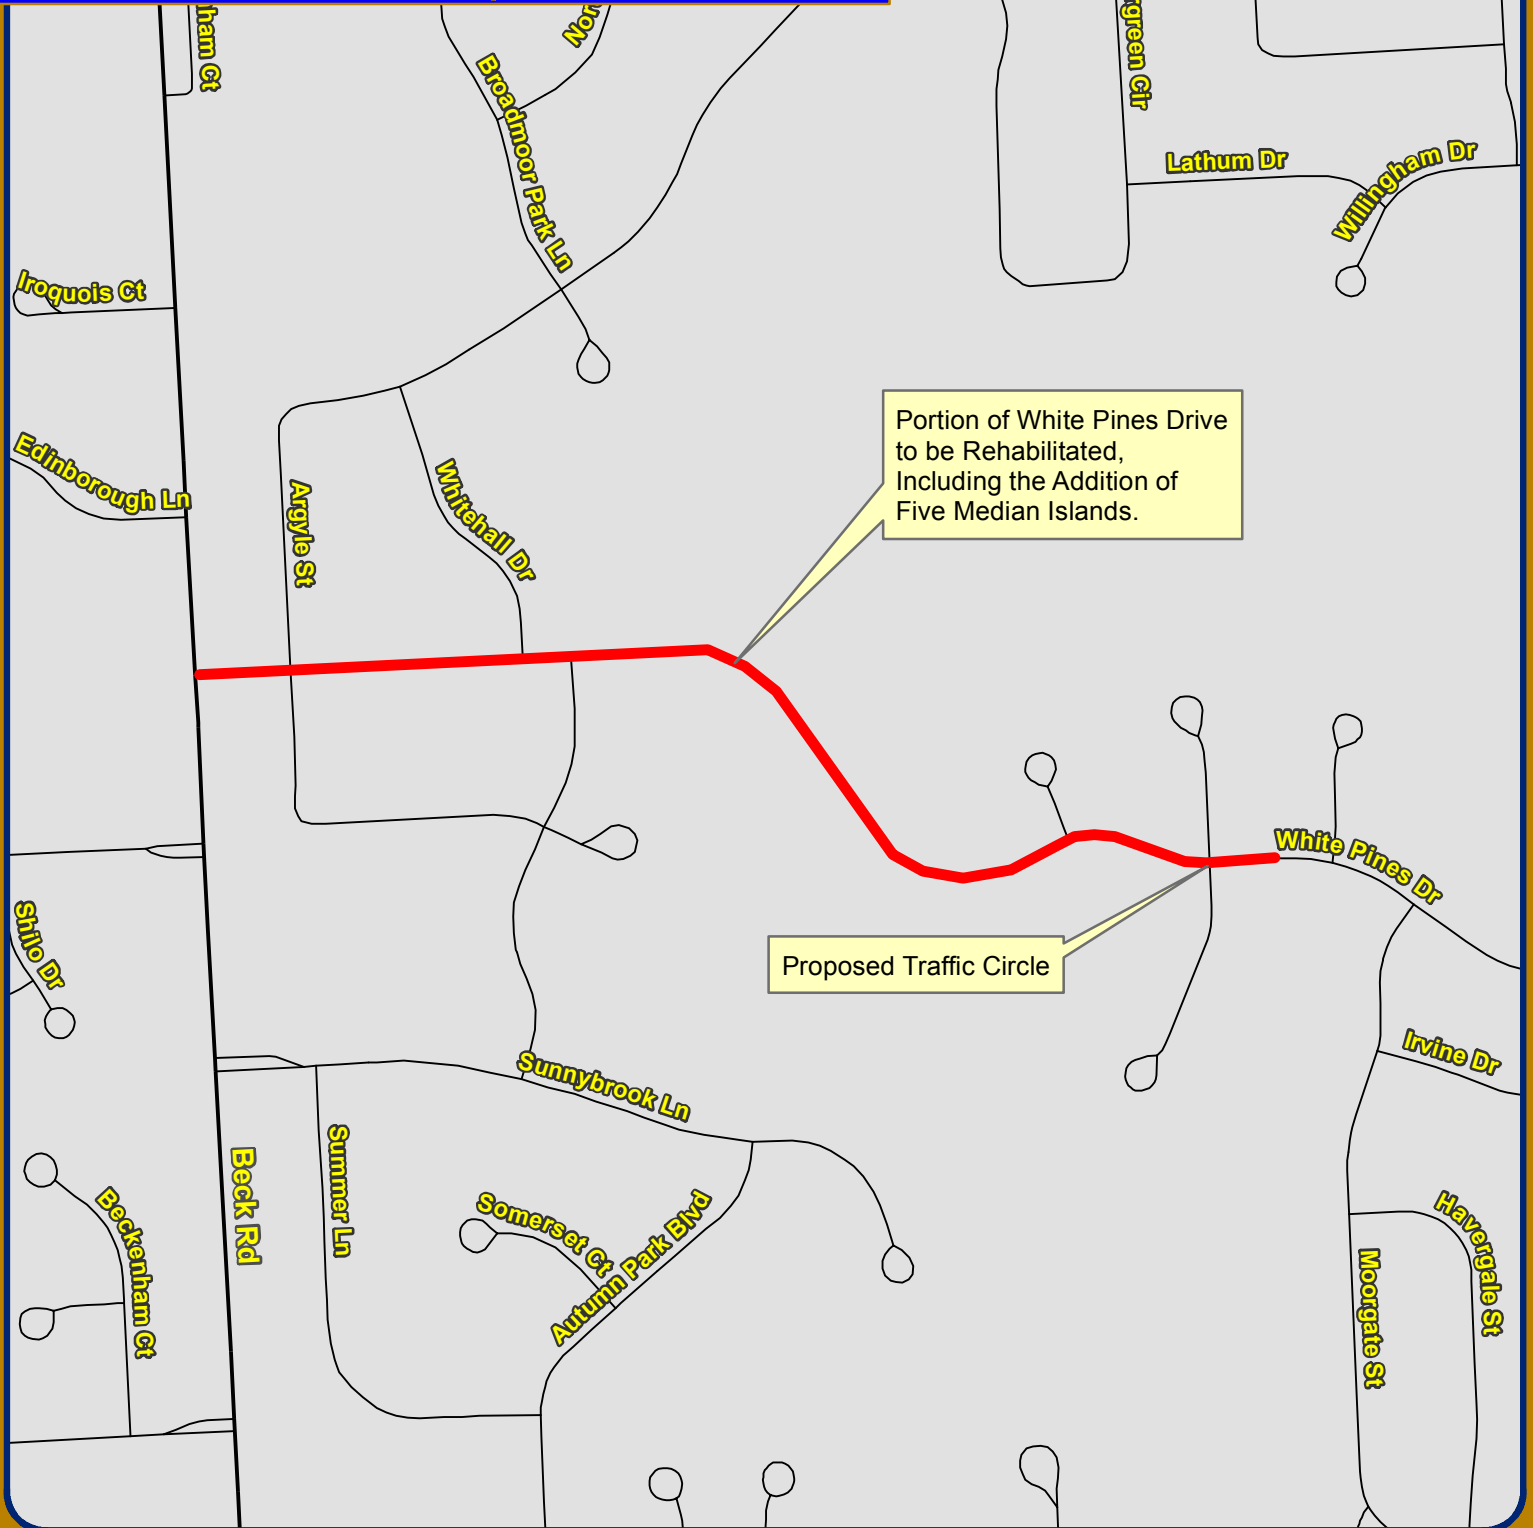 Broadmoor Park Ln
Lathum Dr
Willingham Dr
Iroquois Ct
Edinborough Ln
Argyle St
Whitehall Dr
Portion of White Pines Drive
to be Rehabilitated,
Including the Addition of
Five Median Islands.
White Pines Dr
Proposed Traffic Circle
Shilo Dr
Irvine Dr
Sunnybrook Ln
Beck Rd
Summer Ln
Beckenham Ct
Somerset Ct
Autumn Park Blvd
Moorgate St
Havergale St